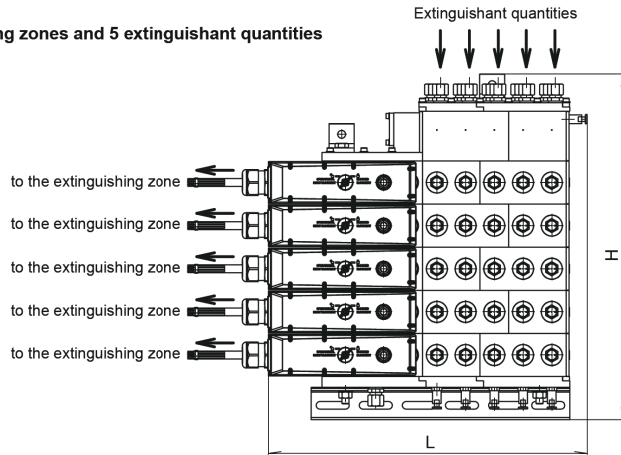 Extinguishant quantities
zones and 5 extinguishant quantities
to the extinguishing zone
to the extinguishing zone
to the extinguishing zone
to the extinguishing zone
to the extinguishing zone
H
L